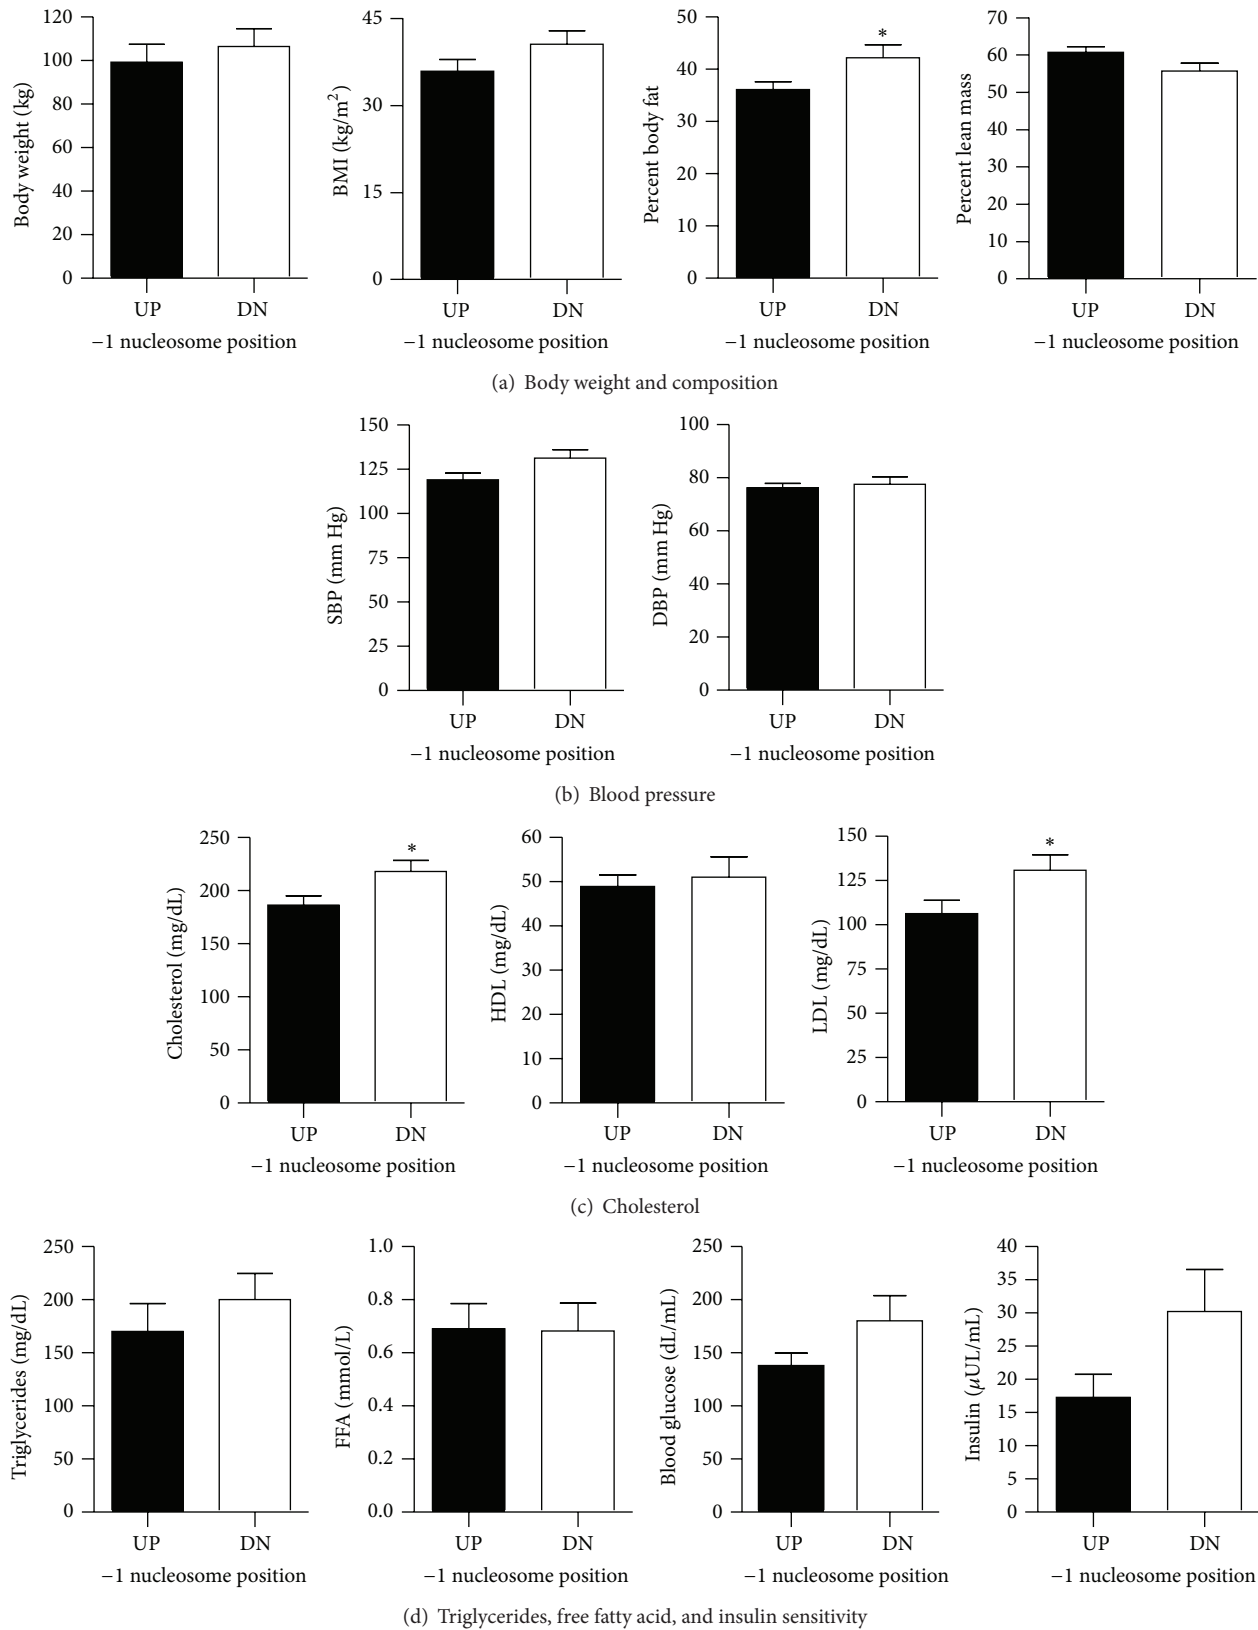 Body weight (kg)
120
100
80
60
40
20
0
UP DN
−1 nucleosome position
BMI (kg/m²)
45
30
15
0
UP DN
−1 nucleosome position
Percent body fat
50
40
30
20
10
0
*
UP DN
−1 nucleosome position
Percent lean mass
70
60
50
40
30
20
10
0
UP DN
−1 nucleosome position
(a) Body weight and composition
SBP (mm Hg)
150
125
100
75
50
25
0
UP DN
−1 nucleosome position
DBP (mm Hg)
100
80
60
40
20
0
UP DN
−1 nucleosome position
(b) Blood pressure
Cholesterol (mg/dL)
250
200
150
100
50
0
*
UP DN
−1 nucleosome position
HDL (mg/dL)
60
50
40
30
20
10
0
UP DN
−1 nucleosome position
LDL (mg/dL)
150
125
100
75
50
25
0
*
UP DN
−1 nucleosome position
(c) Cholesterol
Triglycerides (mg/dL)
250
200
150
100
50
0
UP DN
−1 nucleosome position
FFA (mmol/L)
1.0
0.8
0.6
0.4
0.2
0.0
UP DN
−1 nucleosome position
Blood glucose (dL/mL)
250
200
150
100
50
0
UP DN
−1 nucleosome position
Insulin (μUL/mL)
40
35
30
25
20
15
10
5
0
UP DN
−1 nucleosome position
(d) Triglycerides, free fatty acid, and insulin sensitivity